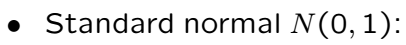 • Standard normal N(0, 1):